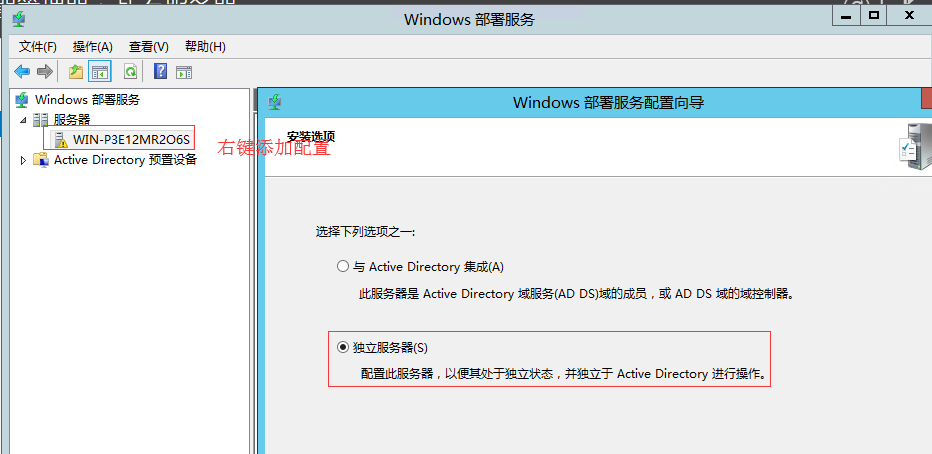 Windows 部署服务
文件(F) 操作(A) 查看(V) 帮助(H)
Windows 部署服务
服务器
WIN-P3E12MR2O6S
Active Directory 预置设备
右键添加配置
Windows 部署服务配置向导
安装选项
选择下列选项之一:
与 Active Directory 集成(A)
此服务器是 Active Directory 域服务(AD DS)域的成员，或 AD DS 域的域控制器。
独立服务器(S)
配置此服务器，以便其处于独立状态，并独立于 Active Directory 进行操作。